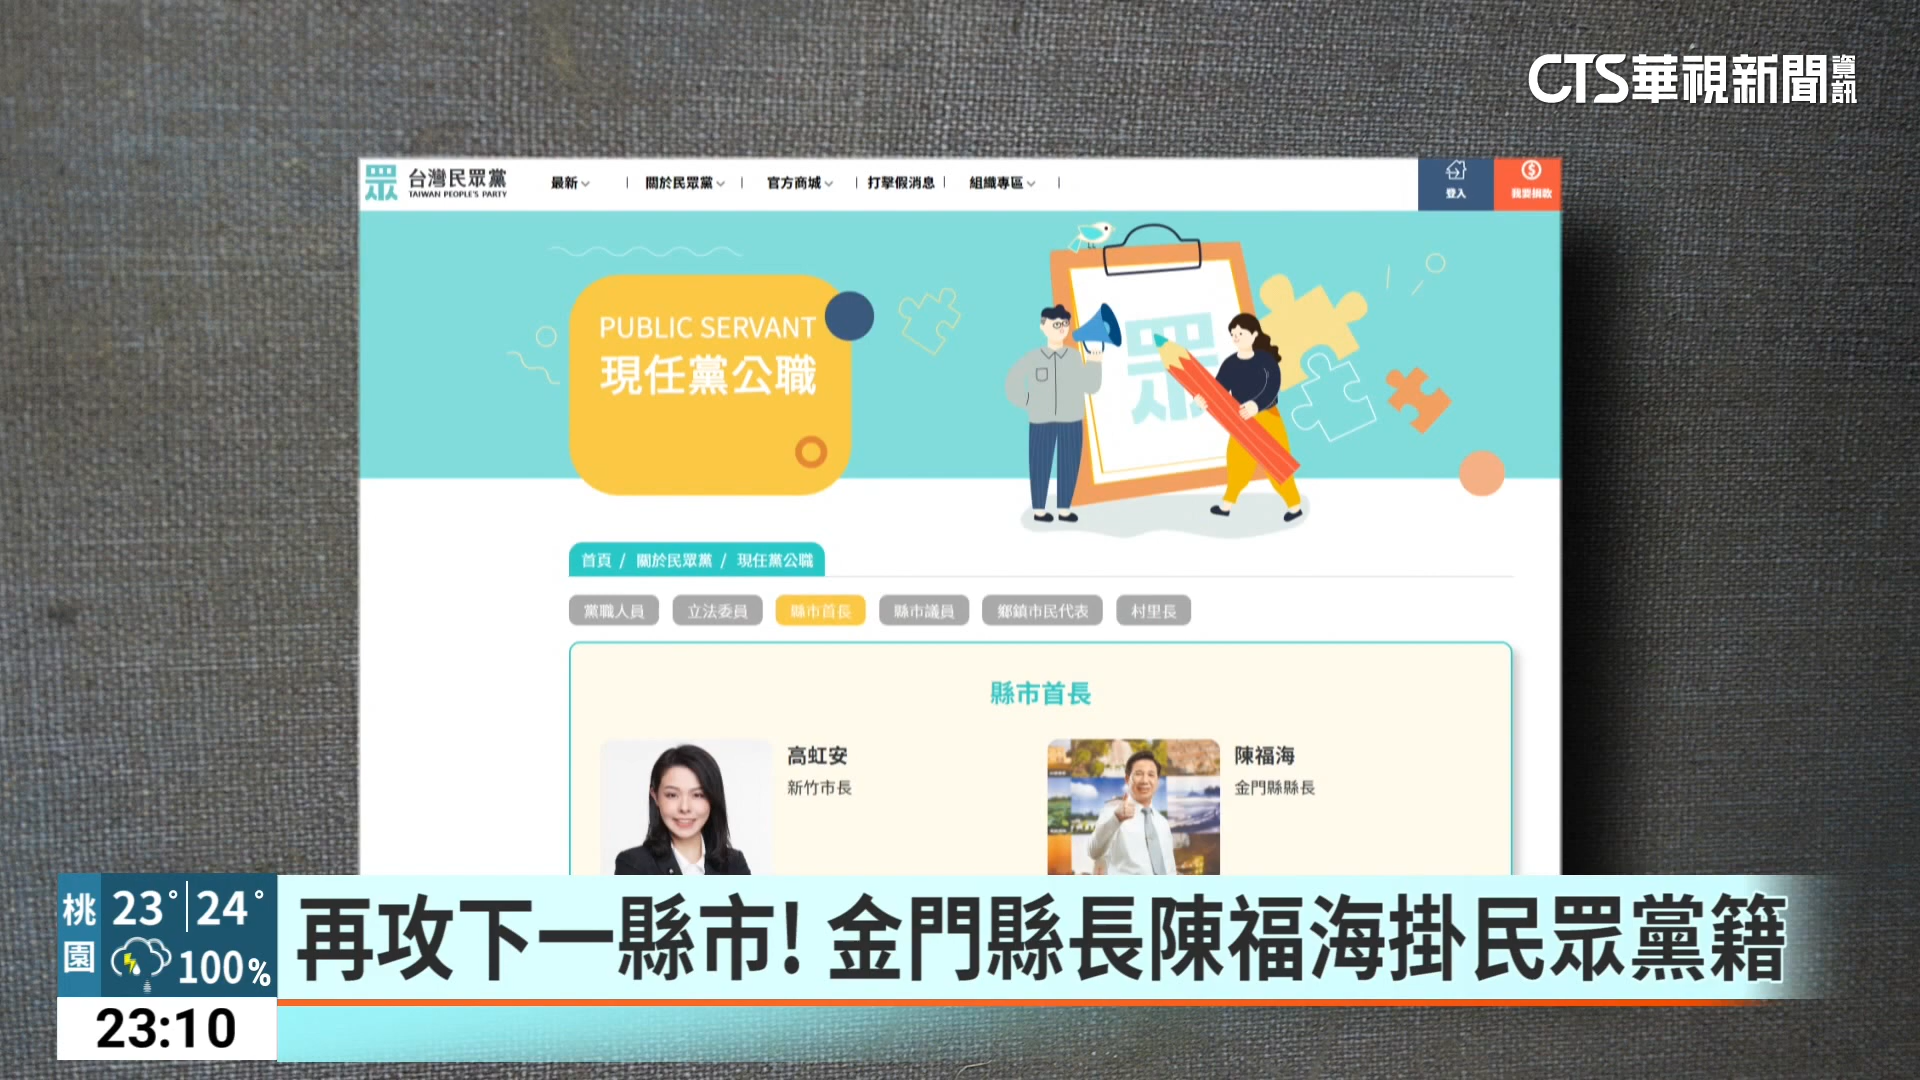 CTS華視新聞資訊
台灣民眾黨
TAIWAN PEOPLE'S PARTY
最新 | 關於民眾黨 | 官方商城 | 打擊假消息 | 組織專區 |
登入
我要捐款
PUBLIC SERVANT
現任黨公職
眾
首頁 / 關於民眾黨 / 現任黨公職
黨職人員 立法委員 縣市首長 縣市議員 鄉鎮市民代表 村里長
縣市首長
高虹安
新竹市長
陳福海
金門縣縣長
桃園
23°|24°
100%
23:10
再攻下一縣市! 金門縣長陳福海掛民眾黨籍